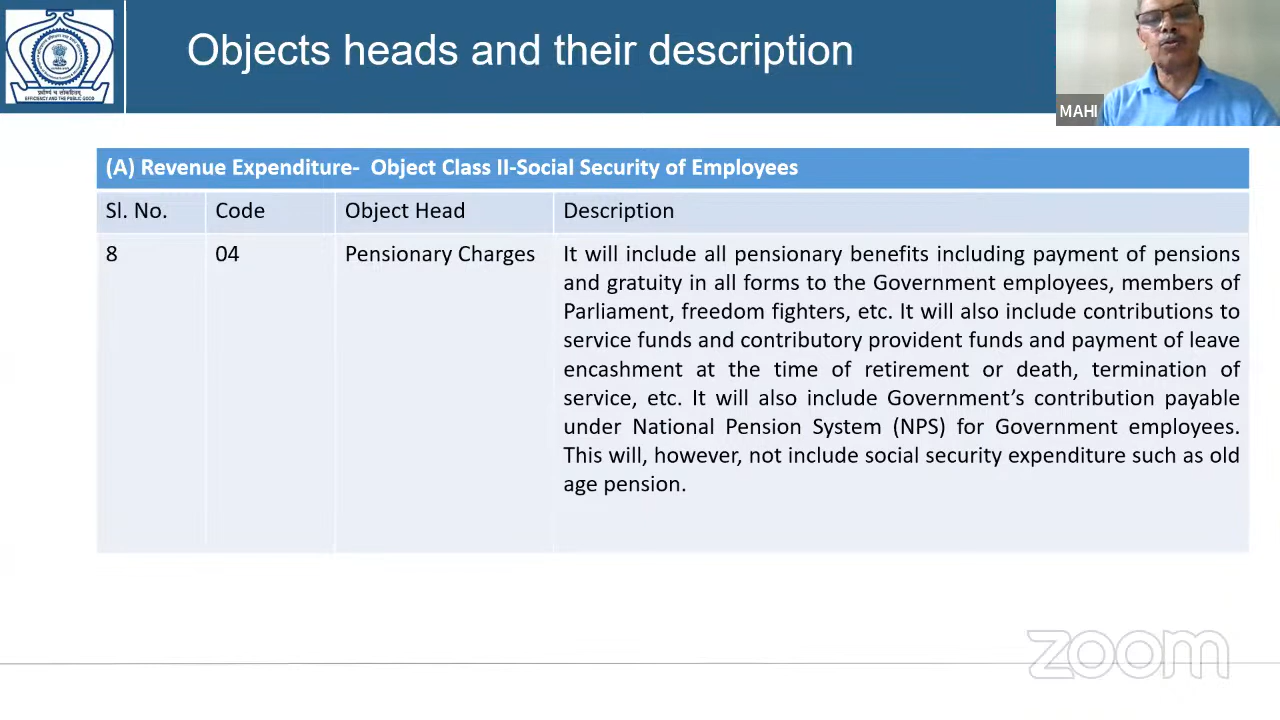 Objects heads and their description
EFFICIENCY AND THE PUBLIC GOOD
MAHI
(A) Revenue Expenditure- Object Class II-Social Security of Employees
Sl. No. Code Object Head Description
8 04 Pensionary Charges It will include all pensionary benefits including payment of pensions
and gratuity in all forms to the Government employees, members of
Parliament, freedom fighters, etc. It will also include contributions to
service funds and contributory provident funds and payment of leave
encashment at the time of retirement or death, termination of
service, etc. It will also include Government’s contribution payable
under National Pension System (NPS) for Government employees.
This will, however, not include social security expenditure such as old
age pension.
zoom